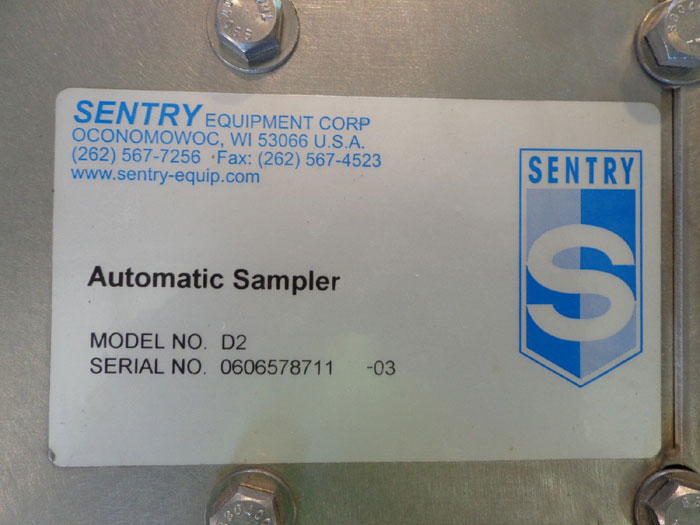 SENTRY EQUIPMENT CORP
OCONOMOWOC, WI 53066 U.S.A.
(262) 567-7256 · Fax: (262) 567-4523
www.sentry-equip.com
SENTRY
S
Automatic Sampler
MODEL NO. D2
SERIAL NO. 0606578711 -03